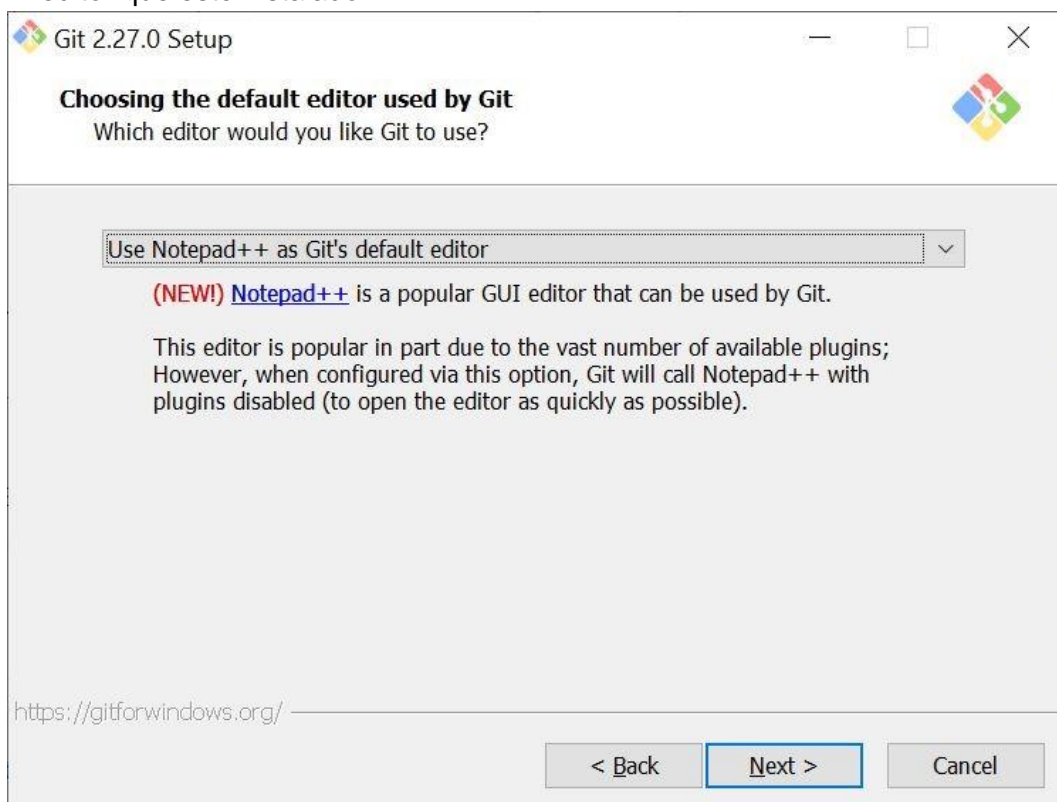 Git 2.27.0 Setup
Choosing the default editor used by Git
Which editor would you like Git to use?
Use Notepad++ as Git's default editor
(NEW!) Notepad++ is a popular GUI editor that can be used by Git.
This editor is popular in part due to the vast number of available plugins;
However, when configured via this option, Git will call Notepad++ with
plugins disabled (to open the editor as quickly as possible).
https://gitforwindows.org/
< Back
Next >
Cancel